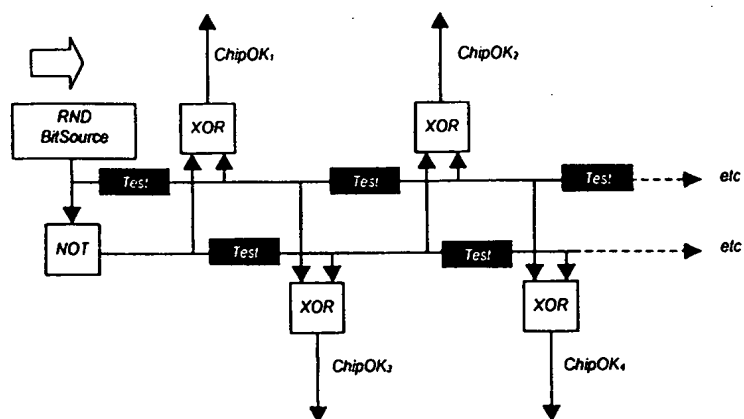 ChipOK₁
ChipOK₂
RND
BitSource
XOR
XOR
Test
Test
Test
etc
NOT
Test
Test
etc
XOR
XOR
ChipOK₃
ChipOK₄